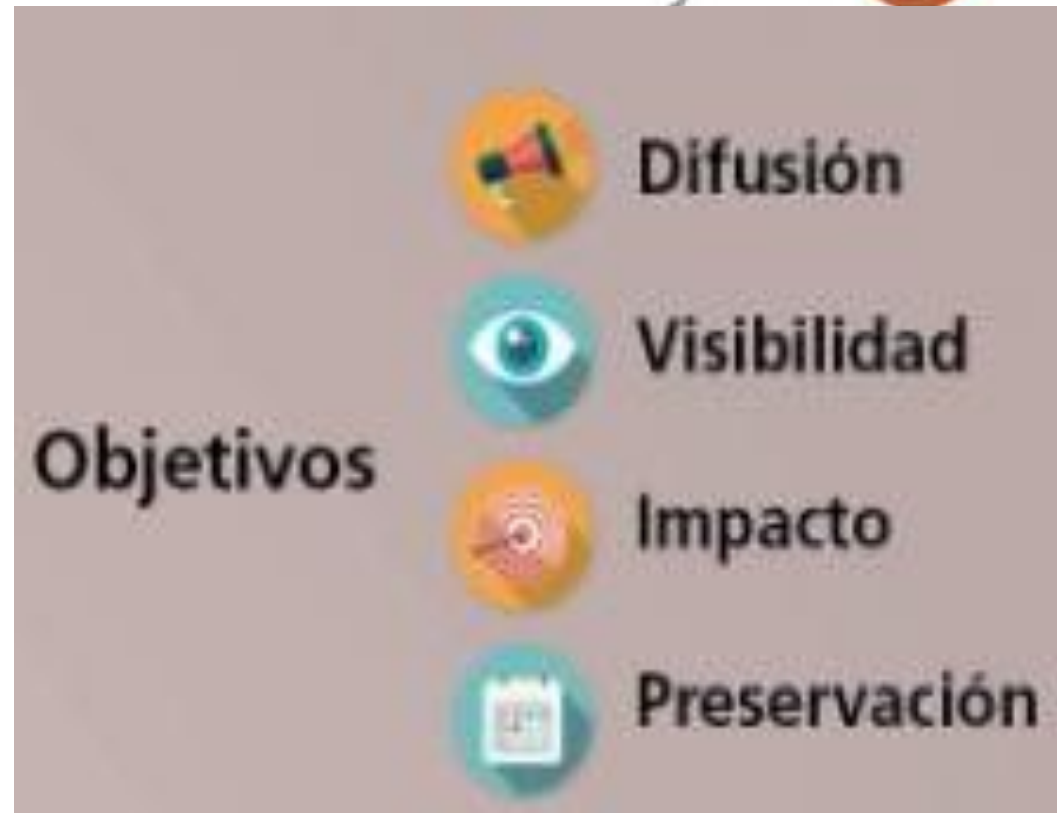 Difusión
Visibilidad
Objetivos
Impacto
Preservación